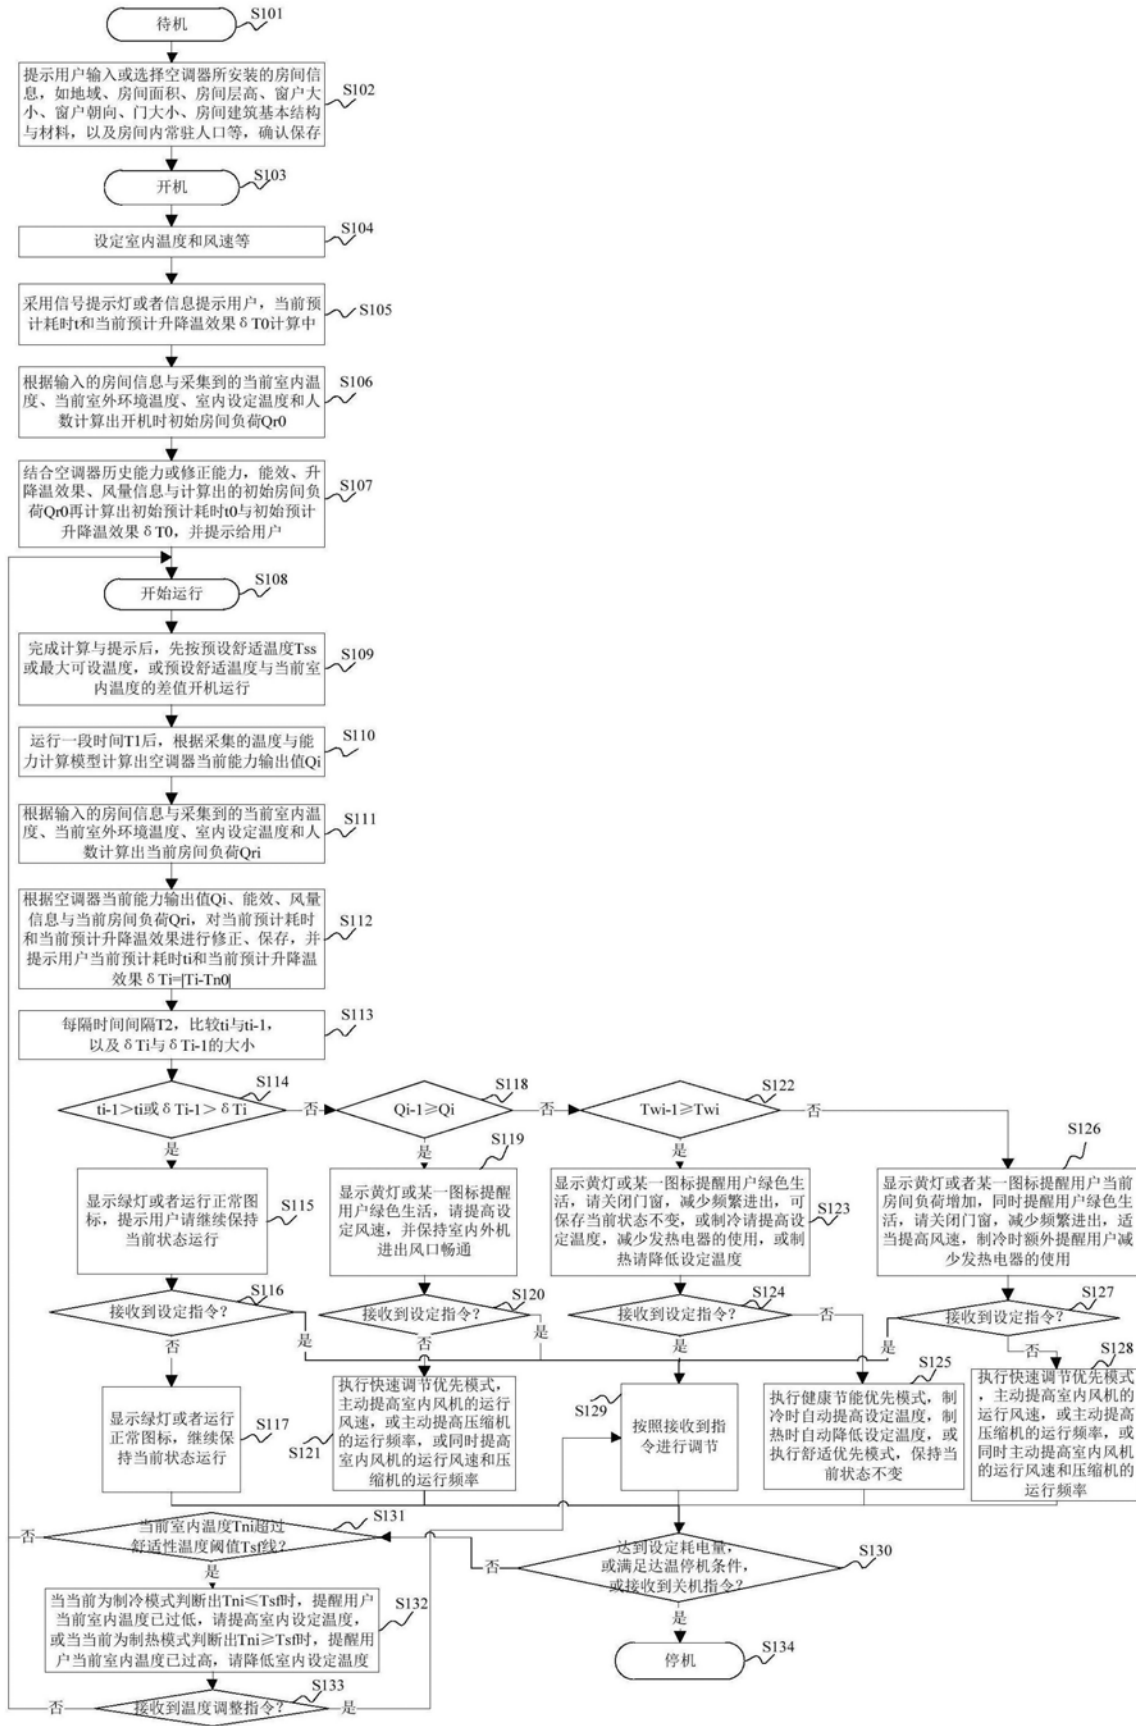 待机
S101
提示用户输入或选择空调器所安装的房间信
息，如地域、房间面积、房间层高、窗户大
小、窗户朝向、门大小、房间建筑基本结构
与材料，以及房间内常驻人口等，确认保存
S102
开机
S103
设定室内温度和风速等
S104
采用信号提示灯或者信息提示用户，当前预
计耗时t和当前预计升降温效果δT0计算中
S105
根据输入的房间信息与采集到的当前室内温
度、当前室外环境温度、室内设定温度和人
数计算出开机时初始房间负荷Qr0
S106
结合空调器历史能力或修正能力，能效、升
降温效果、风量信息与计算出的初始房间负
荷Qr0再计算出初始预计耗时t0与初始预计
升降温效果δT0，并提示给用户
S107
开始运行
S108
完成计算与提示后，先按预设舒适温度Tss
或最大可设温度，或预设舒适温度与当前室
内温度的差值开机运行
S109
运行一段时间T1后，根据采集的温度与能
力计算模型计算出空调器当前能力输出值Qi
S110
根据输入的房间信息与采集到的当前室内温
度、当前室外环境温度、室内设定温度和人
数计算出当前房间负荷Qri
S111
根据空调器当前能力输出值Qi、能效、风量
信息与当前房间负荷Qri，对当前预计耗时
和当前预计升降温效果进行修正、保存，并
提示用户当前预计耗时ti和当前预计升降温
效果δTi=|Ti-Tn0|
S112
每隔时间间隔T2，比较ti与ti-1，
以及δTi与δTi-1的大小
S113
ti-1＞ti或δTi-1＞δTi
S114
否
是
Qi-1≥Qi
S118
否
是
Twi-1≥Twi
S122
否
是
显示绿灯或者运行正常图
标，提示用户请继续保持
当前状态运行
S115
显示黄灯或某一图标提醒
用户绿色生活，请提高设
定风速，并保持室内外机
进出风口畅通
S119
显示黄灯或某一图标提醒用户绿色生
活，请关闭门窗，减少频繁进出，可
保存当前状态不变，或制冷请提高设
定温度，减少发热电器的使用，或制
热请降低设定温度
S123
显示黄灯或者某一图标提醒用户当前
房间负荷增加，同时提醒用户绿色生
活，请关闭门窗，减少频繁进出，适
当提高风速，制冷时额外提醒用户减
少发热电器的使用
S126
接收到设定指令？
S116
是
否
接收到设定指令？
S120
是
否
接收到设定指令？
S124
否
是
接收到设定指令？
S127
是
否
显示绿灯或者运行
正常图标，继续保
持当前状态运行
S117
执行快速调节优先模式，
主动提高室内风机的运行
风速，或主动提高压缩机
的运行频率，或同时提高
室内风机的运行风速和压
缩机的运行频率
S121
按照接收到指
令进行调节
S129
执行健康节能优先模式，制
冷时自动提高设定温度，制
热时自动降低设定温度，或
执行舒适优先模式，保持当
前状态不变
S125
执行快速调节优先模式
，主动提高室内风机的
运行风速，或主动提高
压缩机的运行频率，或
同时主动提高室内风机
的运行风速和压缩机的
运行频率
S128
当前室内温度Tni超过
舒适性温度阈值Tsf线？
S131
否
是
达到设定耗电量，
或满足达温停机条件，
或接收到关机指令？
S130
否
是
当当前为制冷模式判断出Tni≤Tsf时，提醒用户
当前室内温度已过低，请提高室内设定温度，
或当当前为制热模式判断出Tni≥Tsf时，提醒用
户当前室内温度已过高，请降低室内设定温度
S132
停机
S134
接收到温度调整指令？
S133
否
是